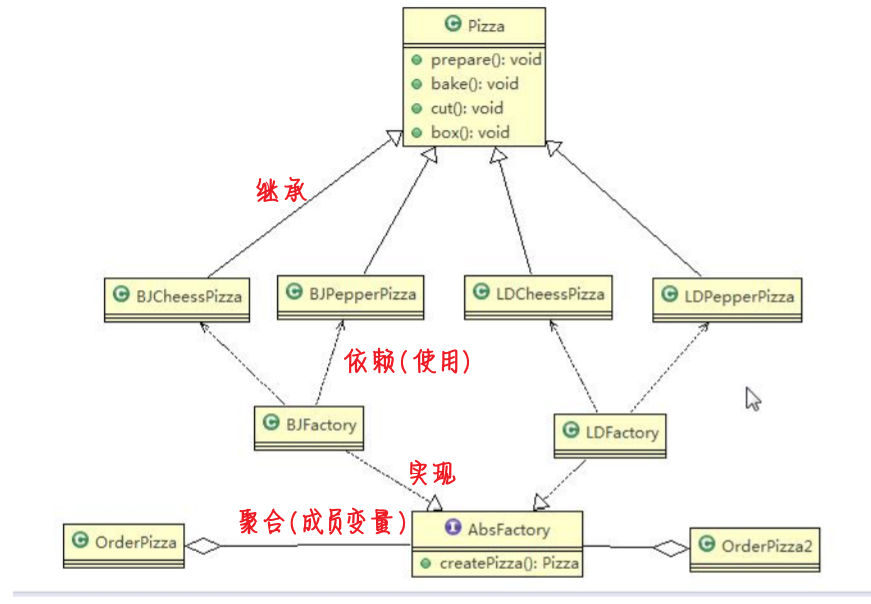 C Pizza
prepare(): void
bake(): void
cut(): void
box(): void
继承
C BJCheessPizza
C BJPepperPizza
C LDCheessPizza
C LDPepperPizza
依赖(使用)
C BJFactory
C LDFactory
实现
聚合(成员变量)
C OrderPizza
I AbsFactory
createPizza(): Pizza
C OrderPizza2